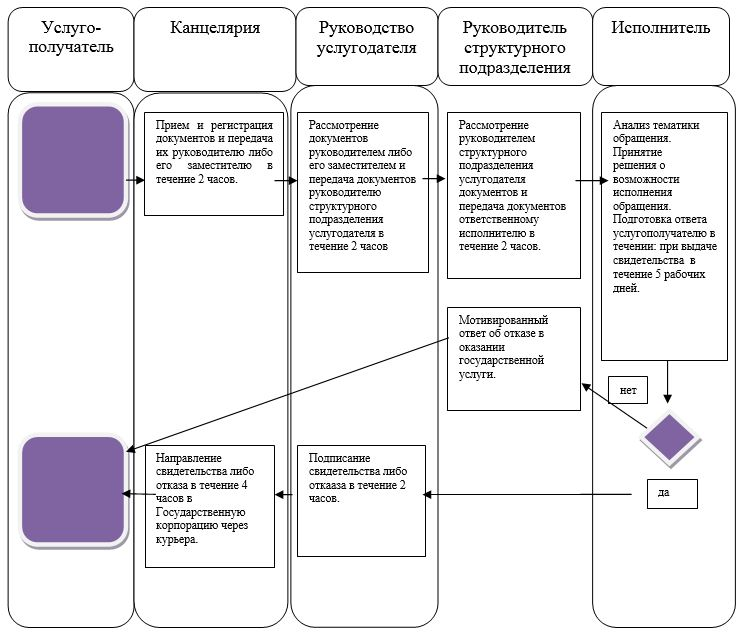 Услуго-
получатель
Канцелярия
Руководство
услугодателя
Руководитель
структурного
подразделения
Исполнитель
Прием и регистрация
документов и передача
их руководителю либо
его заместителю в
течение 2 часов.
Рассмотрение
документов
руководителем либо
его заместителем и
передача документов
руководителю
структурного
подразделения
услугодателя в
течение 2 часов
Рассмотрение
руководителем
структурного
подразделения
услугодателя
документов и
передача документов
ответственному
исполнителю в
течение 2 часов.
Анализ тематики
обращения.
Принятие
решения о
возможности
исполнения
обращения.
Подготовка ответа
услугополучателю в
течении: при выдаче
свидетельства в
течение 5 рабочих
дней.
Мотивированный
ответ об отказе в
оказании
государственной
услуги.
нет
да
Направление
свидетельства либо
отказа в течение 4
часов в
Государственную
корпорацию через
курьера.
Подписание
свидетельства либо
откааза в течение 2
часов.